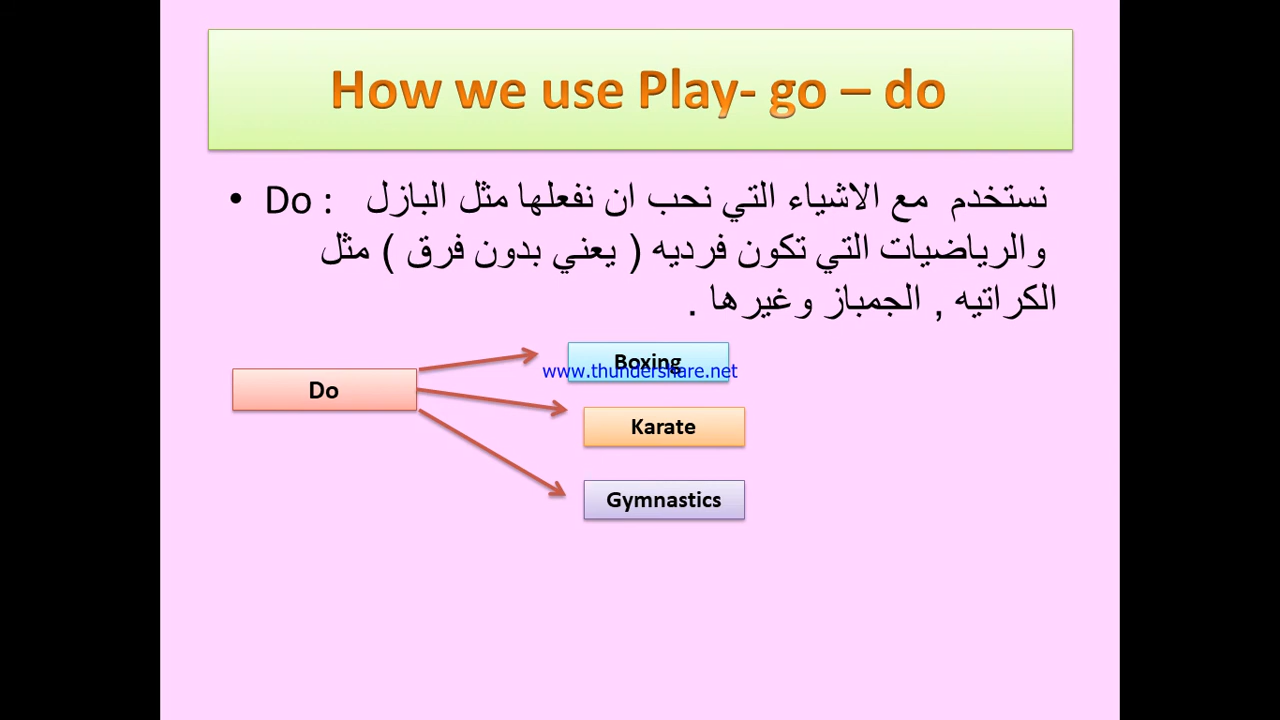 How we use Play- go – do
• Do : نستخدم مع الاشياء التي نحب ان نفعلها مثل البازل
والرياضيات التي تكون فرديه ( يعني بدون فرق ) مثل
الكراتيه , الجمباز وغيرها .
Do
Boxing
www.thundershare.net
Karate
Gymnastics